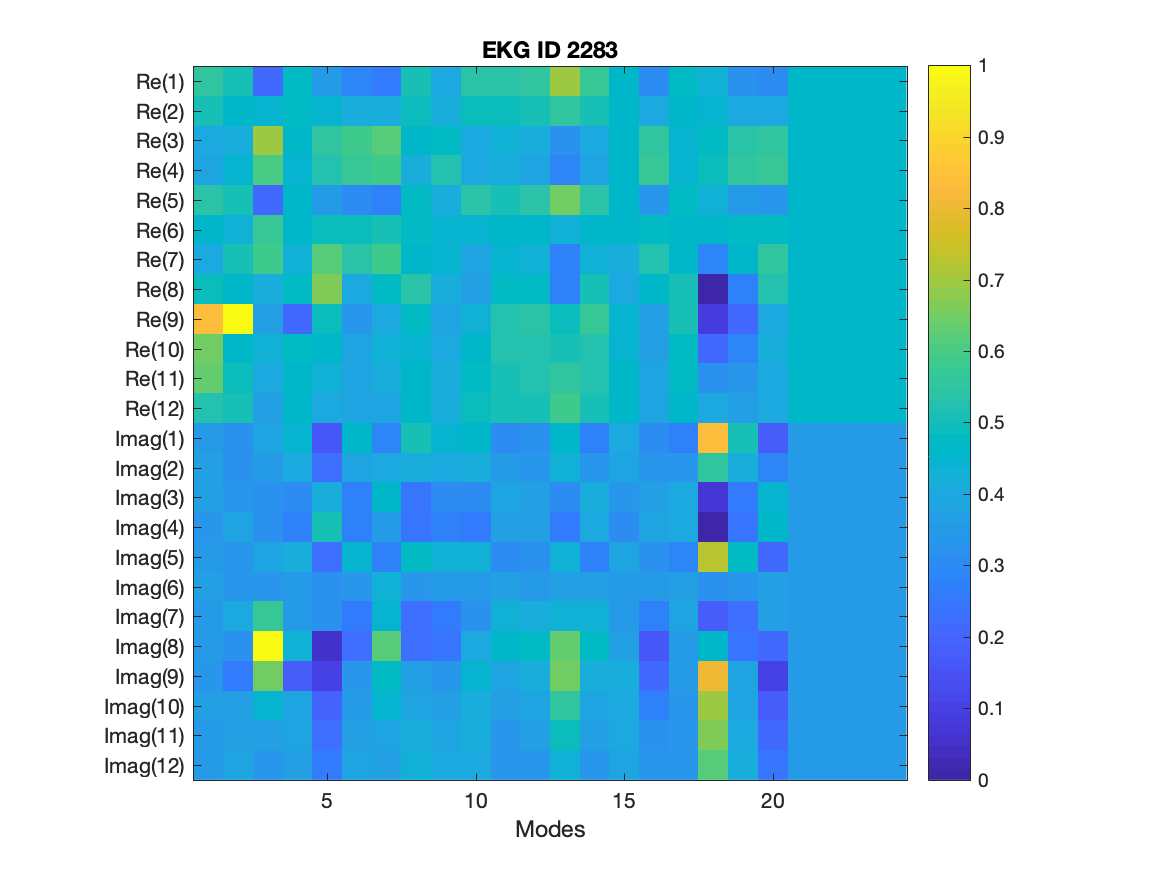 EKG ID 2283
Re(1)
Re(2)
Re(3)
Re(4)
Re(5)
Re(6)
Re(7)
Re(8)
Re(9)
Re(10)
Re(11)
Re(12)
Imag(1)
Imag(2)
Imag(3)
Imag(4)
Imag(5)
Imag(6)
Imag(7)
Imag(8)
Imag(9)
Imag(10)
Imag(11)
Imag(12)
5 10 15 20
Modes
1
0.9
0.8
0.7
0.6
0.5
0.4
0.3
0.2
0.1
0